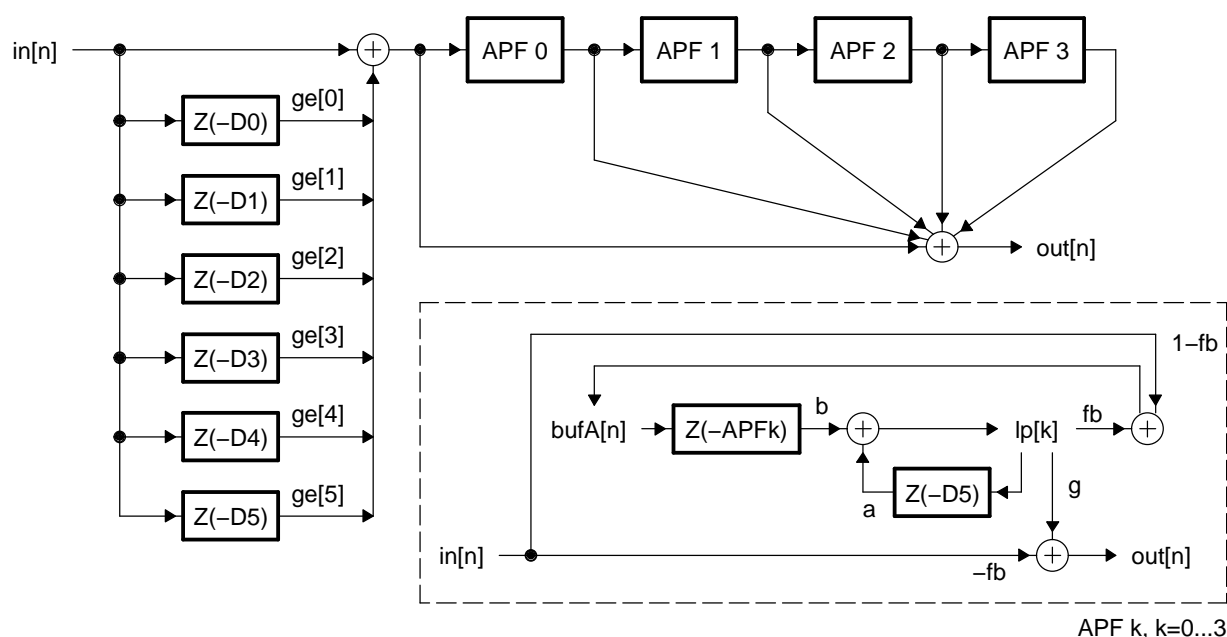 in[n]
+
APF 0
APF 1
APF 2
APF 3
ge[0]
Z(−D0)
ge[1]
Z(−D1)
ge[2]
Z(−D2)
ge[3]
Z(−D3)
ge[4]
Z(−D4)
ge[5]
Z(−D5)
+
out[n]
1−fb
bufA[n]
Z(−APFk)
b
+
lp[k]
fb
+
a
Z(−D5)
g
in[n]
−fb
+
out[n]
APF k, k=0...3